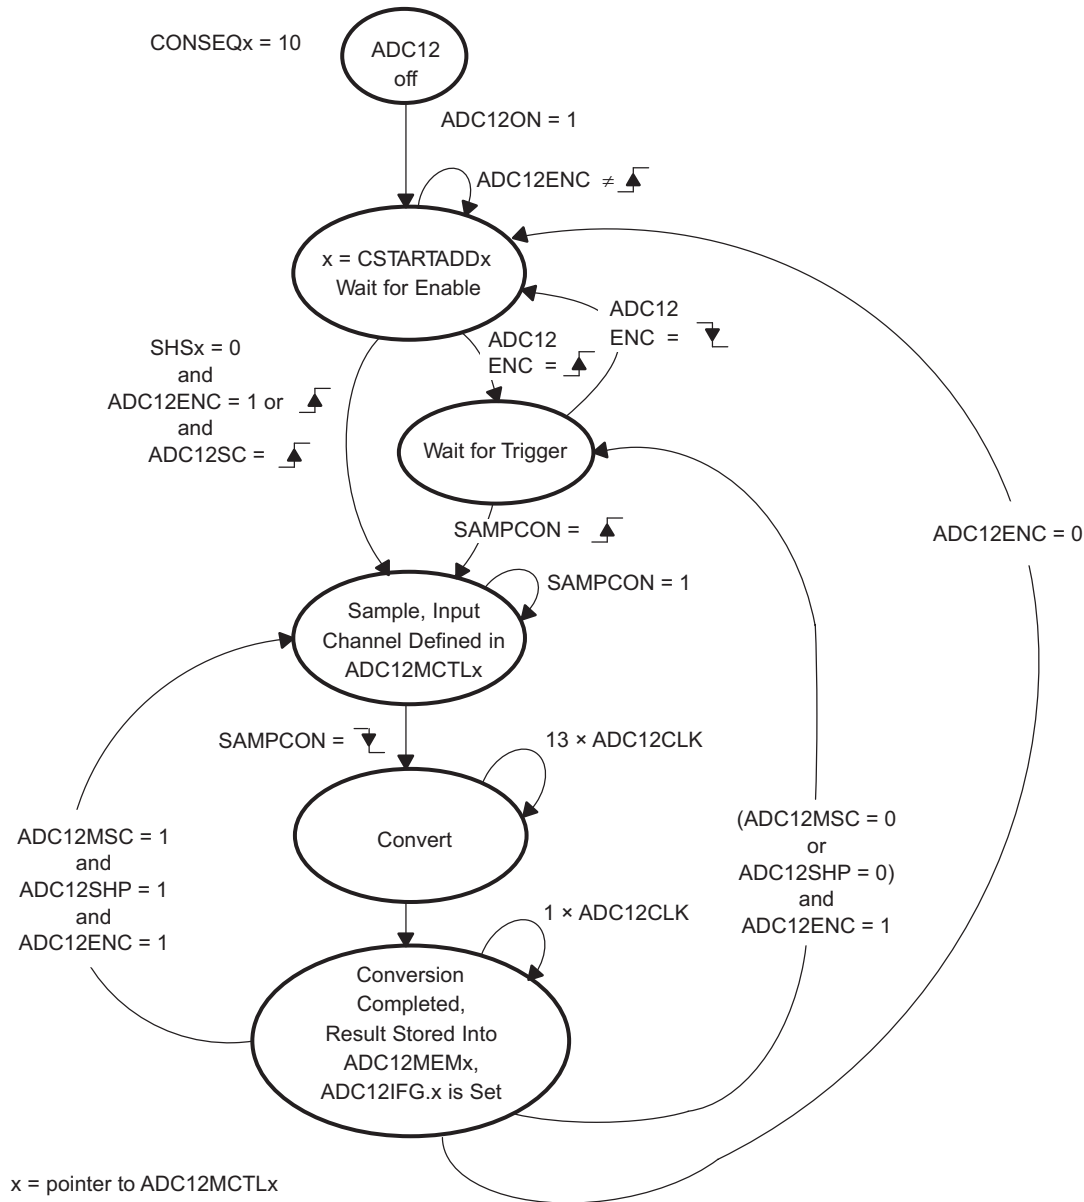 CONSEQx = 10
ADC12
off
ADC12ON = 1
ADC12ENC ≠
x = CSTARTADDx
Wait for Enable
ADC12
ENC =
ADC12
ENC =
SHSx = 0
and
ADC12ENC = 1 or
and
ADC12SC =
Wait for Trigger
SAMPCON =
ADC12ENC = 0
SAMPCON = 1
Sample, Input
Channel Defined in
ADC12MCTLx
SAMPCON =
13 × ADC12CLK
Convert
ADC12MSC = 1
and
ADC12SHP = 1
and
ADC12ENC = 1
(ADC12MSC = 0
or
ADC12SHP = 0)
and
ADC12ENC = 1
1 × ADC12CLK
Conversion
Completed,
Result Stored Into
ADC12MEMx,
ADC12IFG.x is Set
x = pointer to ADC12MCTLx